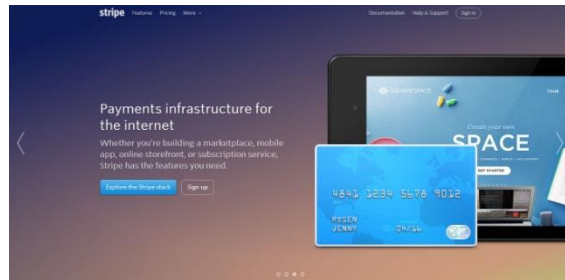 stripe Features Pricing More
Documentation Help & Support Sign in
Payments infrastructure for
the internet
Whether you're building a marketplace, mobile
app, online storefront, or subscription service,
Stripe has the features you need.
Explore the Stripe stack Sign up
SQUARESPACE
Create your own
SPACE
GET STARTED
4841 1234 5678 9012
ROSEN
JENNY 04/16